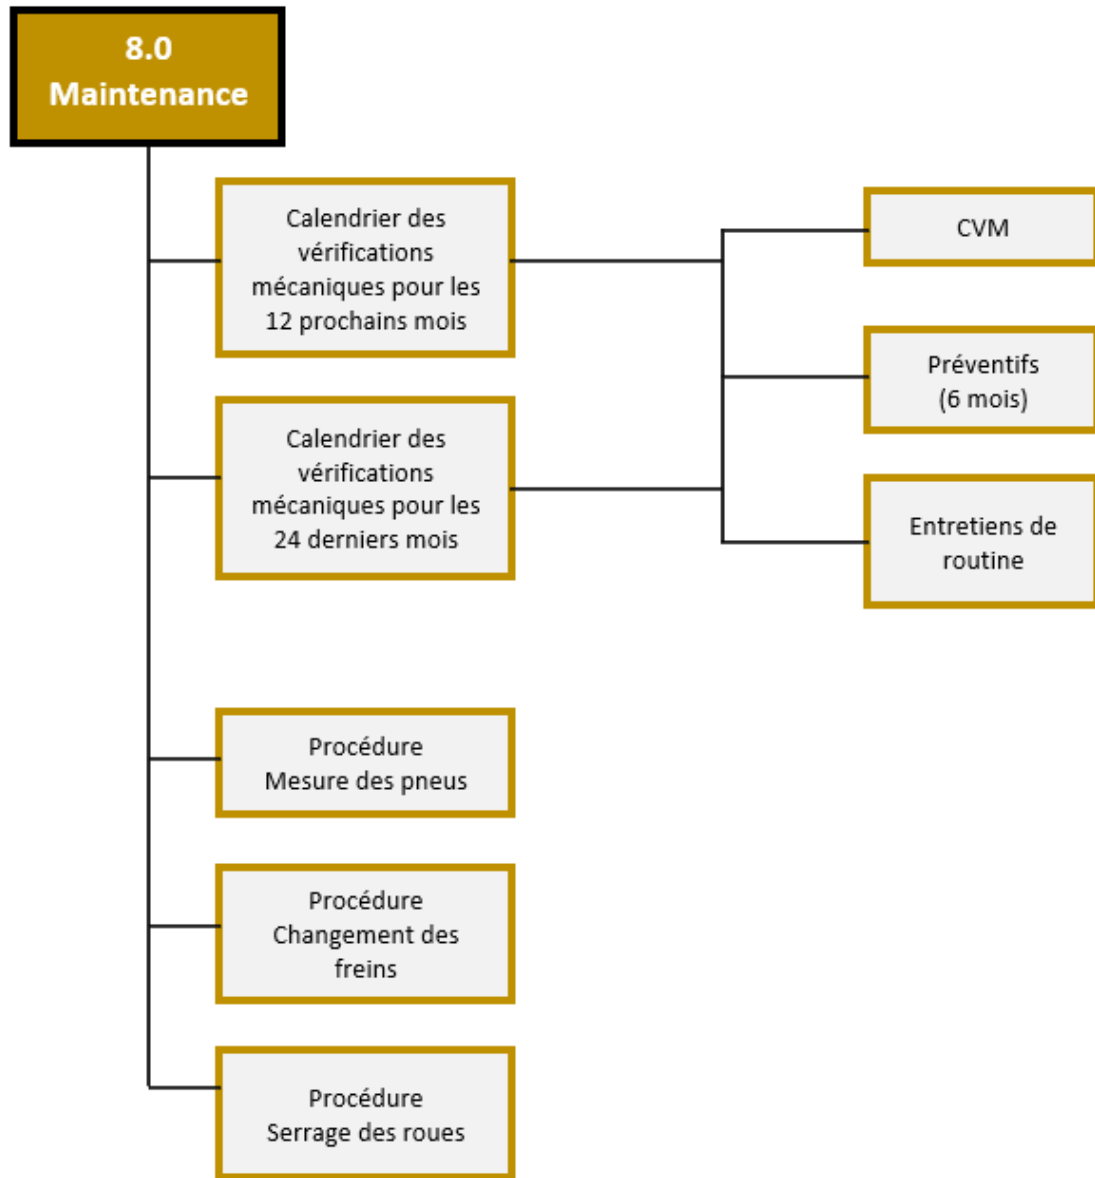 8.0
Maintenance
Calendrier des
vérifications
mécaniques pour les
12 prochains mois
CVM
Préventifs
(6 mois)
Calendrier des
vérifications
mécaniques pour les
24 derniers mois
Entretiens de
routine
Procédure
Mesure des pneus
Procédure
Changement des
freins
Procédure
Serrage des roues